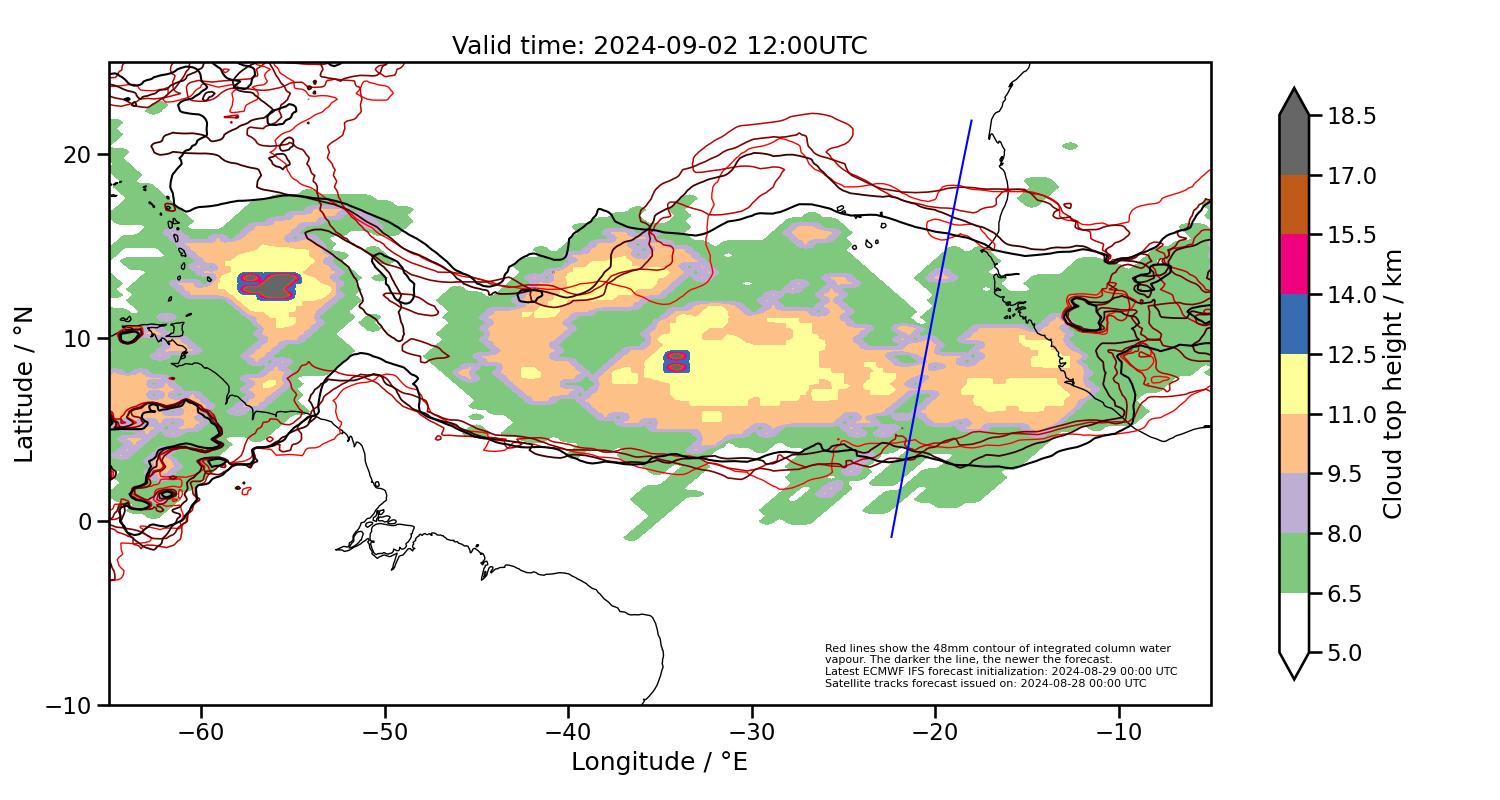 Valid time: 2024-09-02 12:00UTC
20
10
0
−10
−60
−50
−40
−30
−20
−10
Latitude / °N
Longitude / °E
Red lines show the 48mm contour of integrated column water
vapour. The darker the line, the newer the forecast.
Latest ECMWF IFS forecast initialization: 2024-08-29 00:00 UTC
Satellite tracks forecast issued on: 2024-08-28 00:00 UTC
18.5
17.0
15.5
14.0
12.5
11.0
9.5
8.0
6.5
5.0
Cloud top height / km